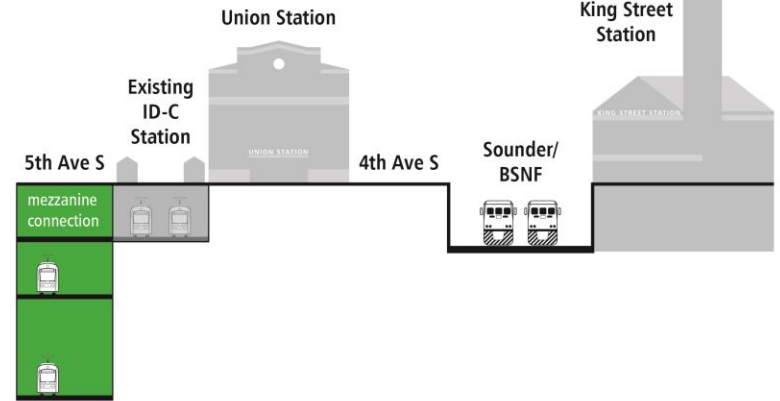 Union Station
King Street
Station
Existing
ID-C
Station
KING STREET STATION
UNION STATION
5th Ave S
4th Ave S
Sounder/
BSNF
mezzanine
connection